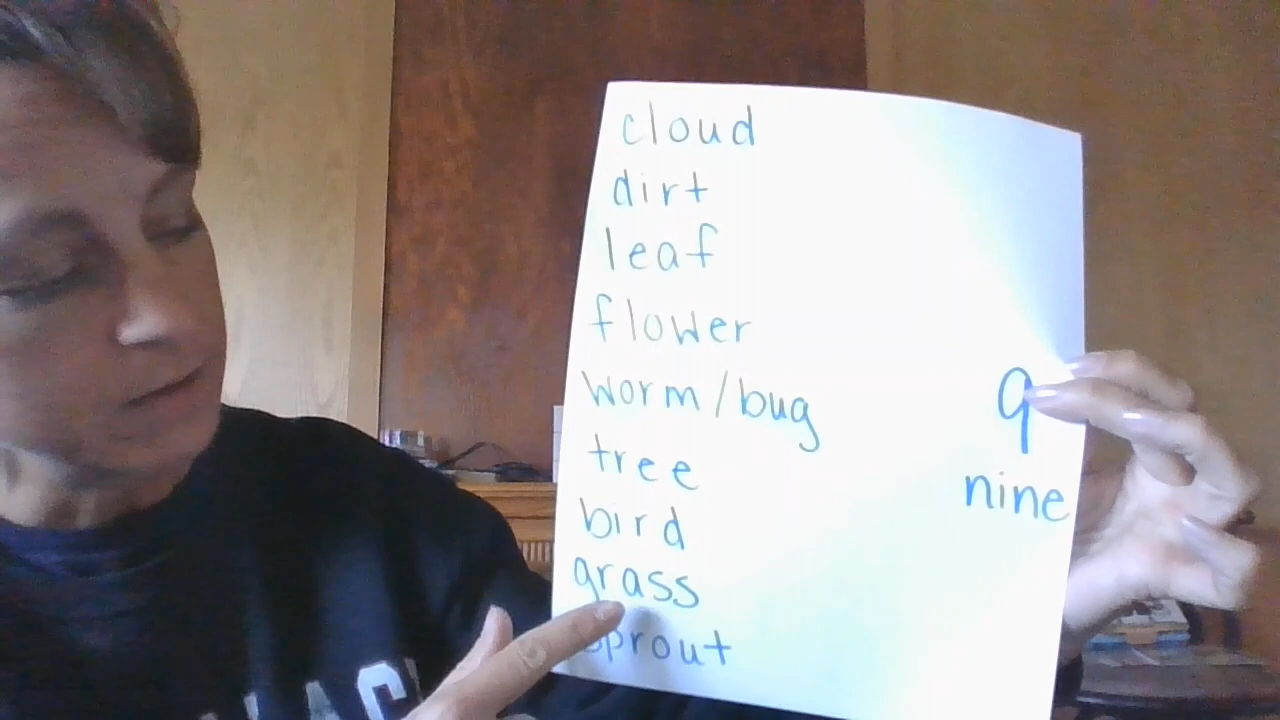 cloud
dirt
leaf
flower
worm/bug
tree
bird
grass
sprout
9
nine